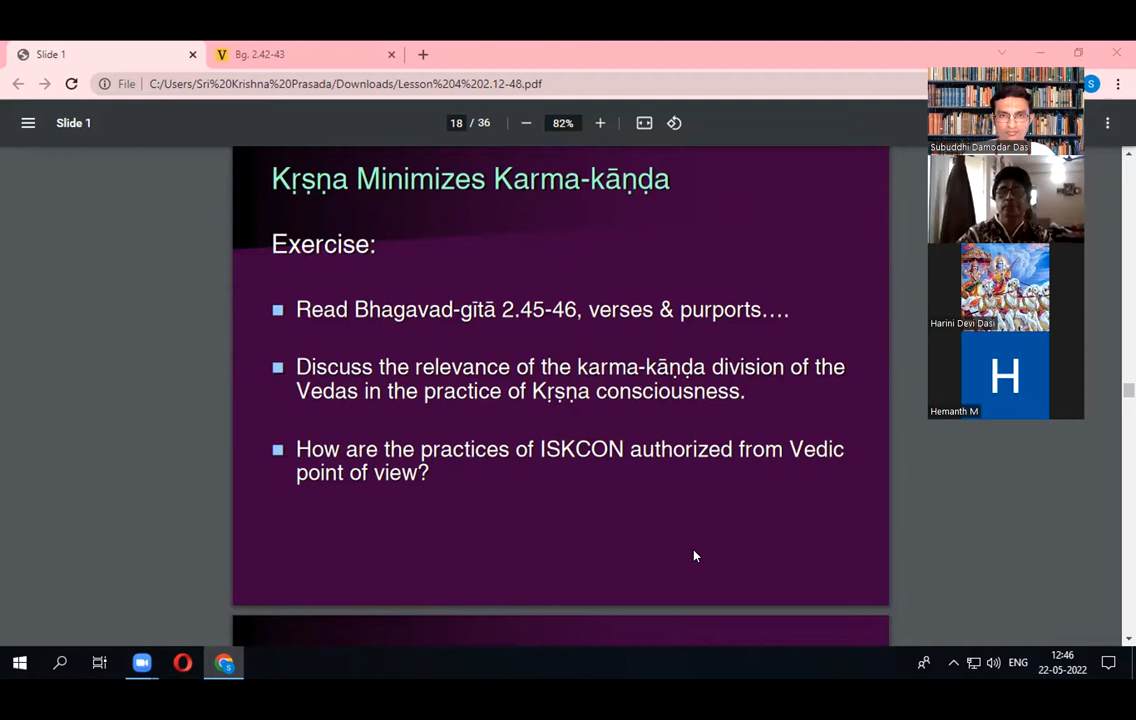 Slide 1
Bg. 2.42-43
File
C:/Users/Sri%20Krishna%20Prasada/Downloads/Lesson%204%202.12-48.pdf
S
Slide 1
18 / 36
82%
Subuddhi Damodar Das
Kṛṣṇa Minimizes Karma-kāṇḍa
Exercise:
Read Bhagavad-gītā 2.45-46, verses & purports….
Discuss the relevance of the karma-kāṇḍa division of the
Vedas in the practice of Kṛṣṇa consciousness.
How are the practices of ISKCON authorized from Vedic
point of view?
Harini Devi Dasi
H
Hemanth M
S
ENG
12:46
22-05-2022